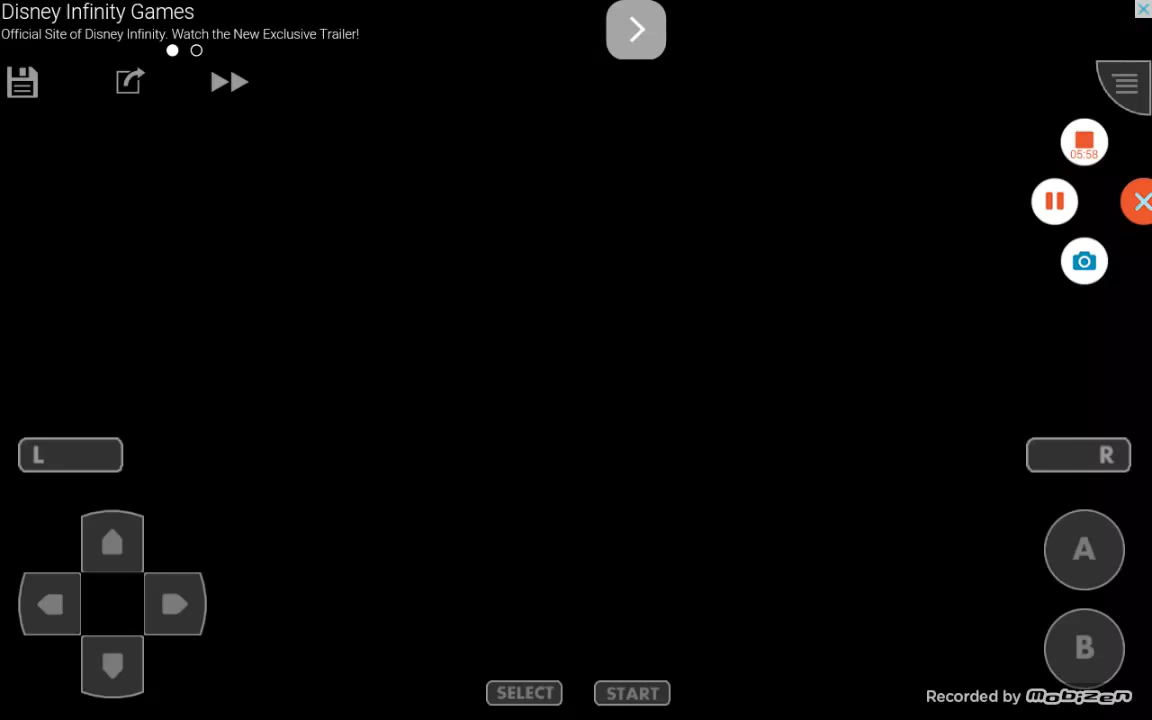 Disney Infinity Games
Official Site of Disney Infinity. Watch the New Exclusive Trailer!
05:58
L
R
A
B
SELECT
START
Recorded by Mobizen